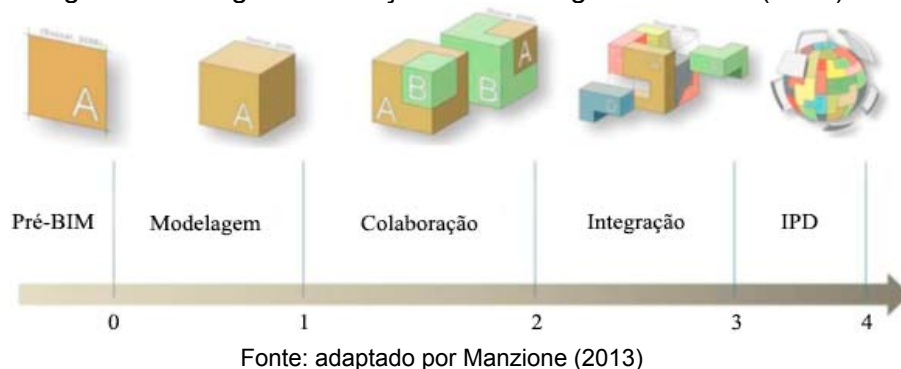 A
A
A
B
B
A
Pré-BIM
Modelagem
Colaboração
Integração
IPD
0
1
2
3
4
Fonte: adaptado por Manzione (2013)